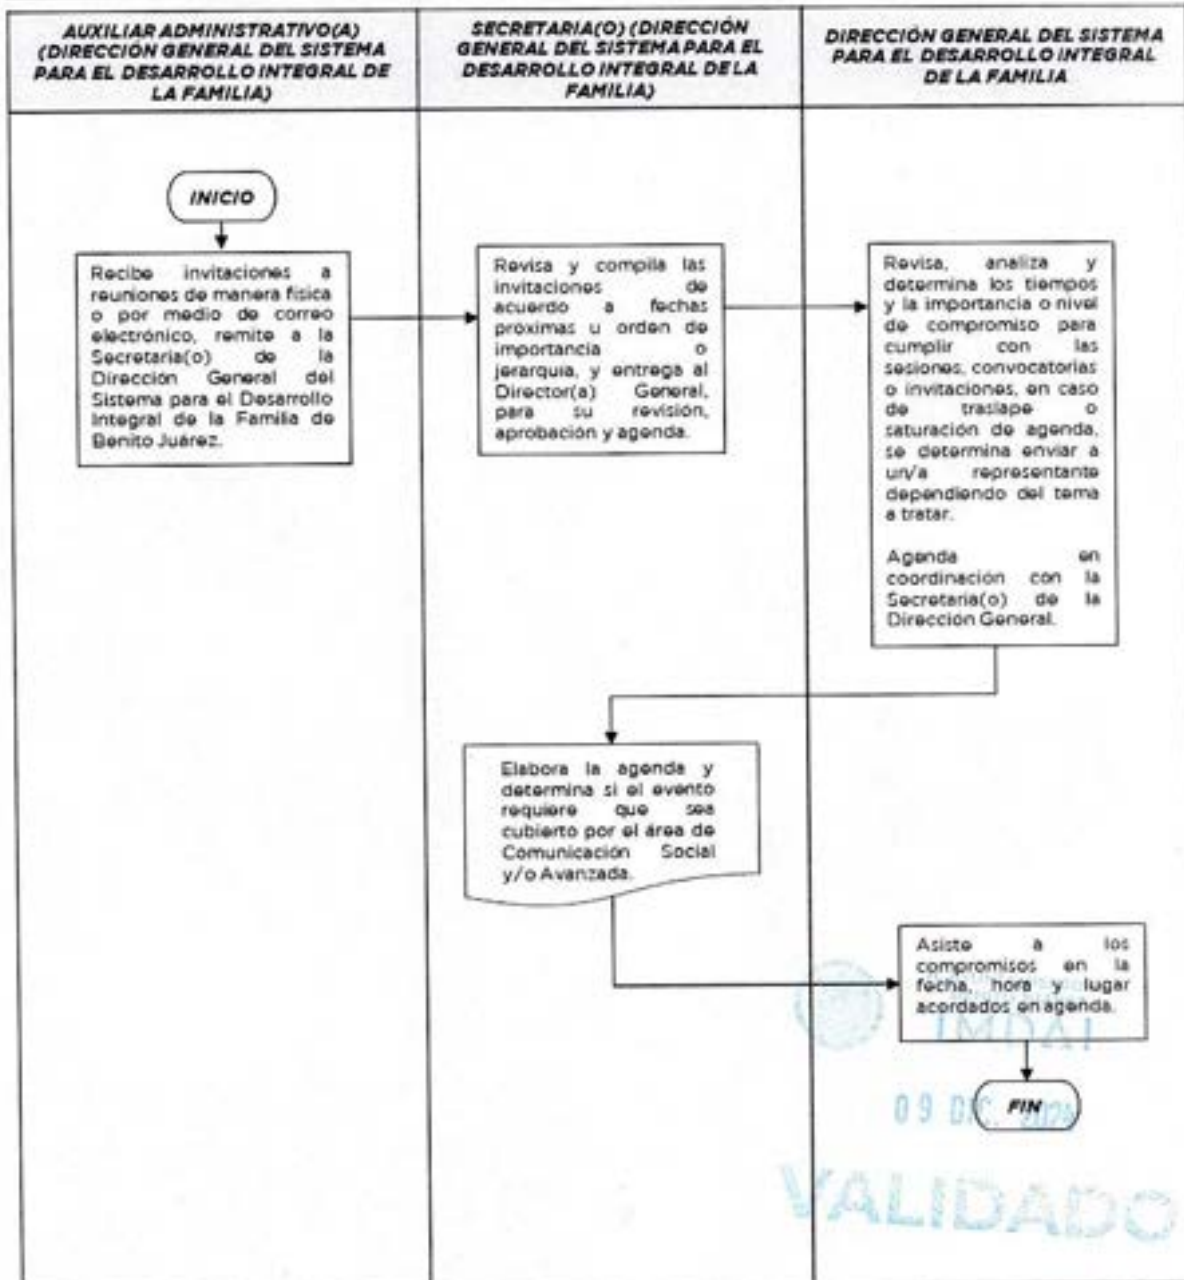 AUXILIAR ADMINISTRATIVO(A)
(DIRECCIÓN GENERAL DEL SISTEMA
PARA EL DESARROLLO INTEGRAL DE
LA FAMILIA)
SECRETARIA(O) (DIRECCIÓN
GENERAL DEL SISTEMA PARA EL
DESARROLLO INTEGRAL DE LA
FAMILIA)
DIRECCIÓN GENERAL DEL SISTEMA
PARA EL DESARROLLO INTEGRAL
DE LA FAMILIA
INICIO
Recibe invitaciones a
reuniones de manera física
o por medio de correo
electrónico, remite a la
Secretaria(o) de la
Dirección General del
Sistema para el Desarrollo
Integral de la Familia de
Benito Juárez.
Revisa y compila las
invitaciones de
acuerdo a fechas
próximas u orden de
importancia o
jerarquía, y entrega al
Director(a) General,
para su revisión,
aprobación y agenda.
Revisa, analiza y
determina los tiempos
y la importancia o nivel
de compromiso para
cumplir con las
sesiones, convocatorias
o invitaciones, en caso
de traslape o
saturación de agenda,
se determina enviar a
un/a representante
dependiendo del tema
a tratar.
Agenda en
coordinación con la
Secretaria(o) de la
Dirección General.
Elabora la agenda y
determina si el evento
requiere que sea
cubierto por el área de
Comunicación Social
y/o Avanzada.
Asiste a los
compromisos en la
fecha, hora y lugar
acordados en agenda.
IMDAI
FIN
09 DIC.
VALIDADO